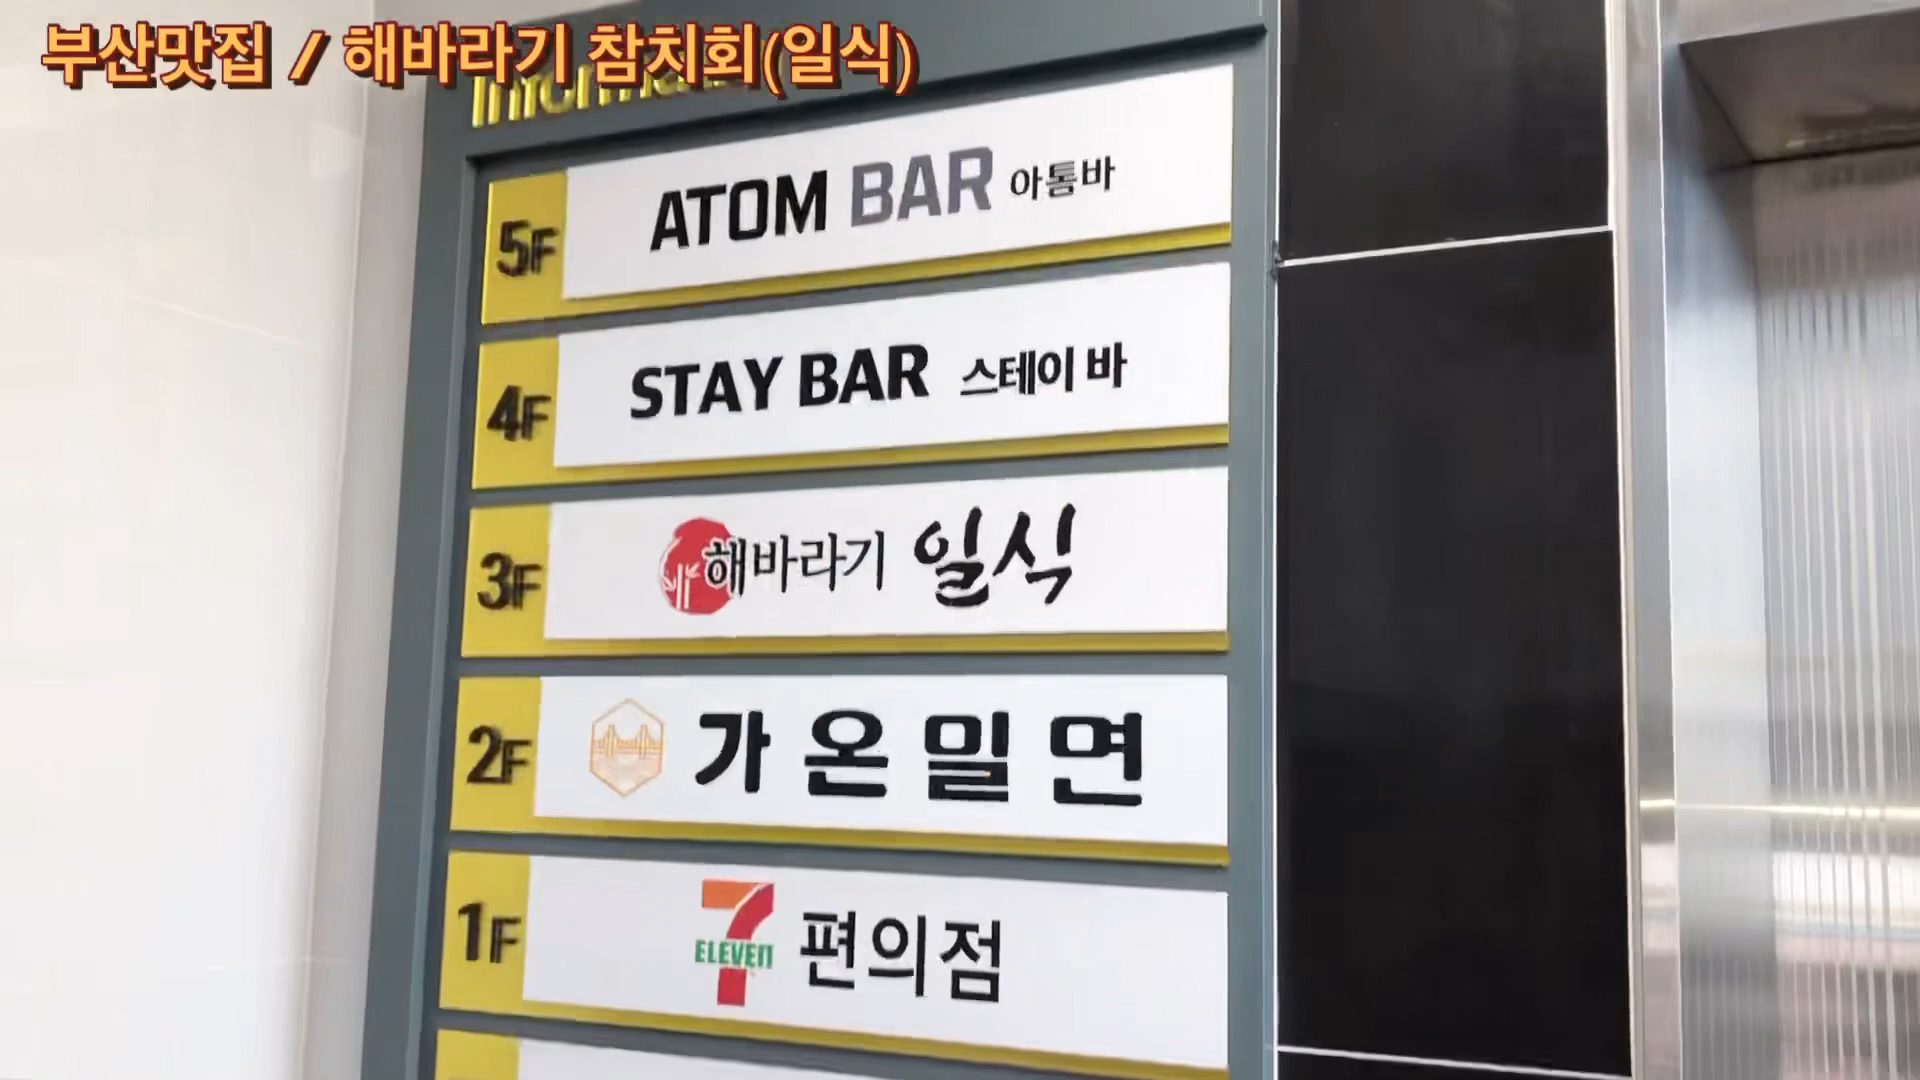 부산맛집 / 해바라기 참치회(일식)
5F ATOM BAR 아톰바
4F STAY BAR 스테이 바
3F 해바라기 일식
2F 가온밀면
1F 7 ELEVEn 편의점